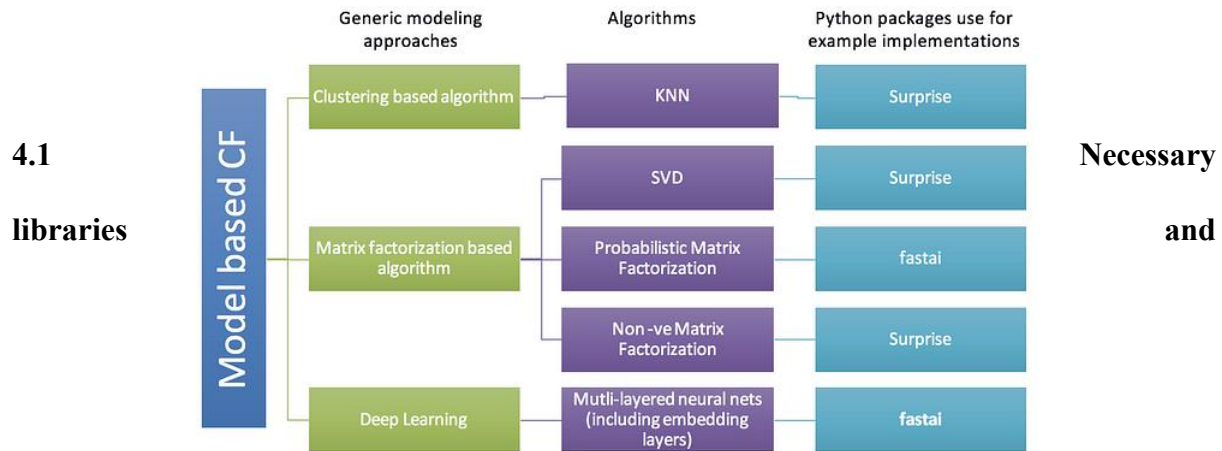 Generic modeling
approaches
Algorithms
Python packages use for
example implementations
Model based CF
Clustering based algorithm
KNN
Surprise
4.1 Necessary
libraries and
Matrix factorization based
algorithm
SVD
Surprise
Probabilistic Matrix
Factorization
fastai
Non -ve Matrix
Factorization
Surprise
Deep Learning
Mutli-layered neural nets
(including embedding
layers)
fastai